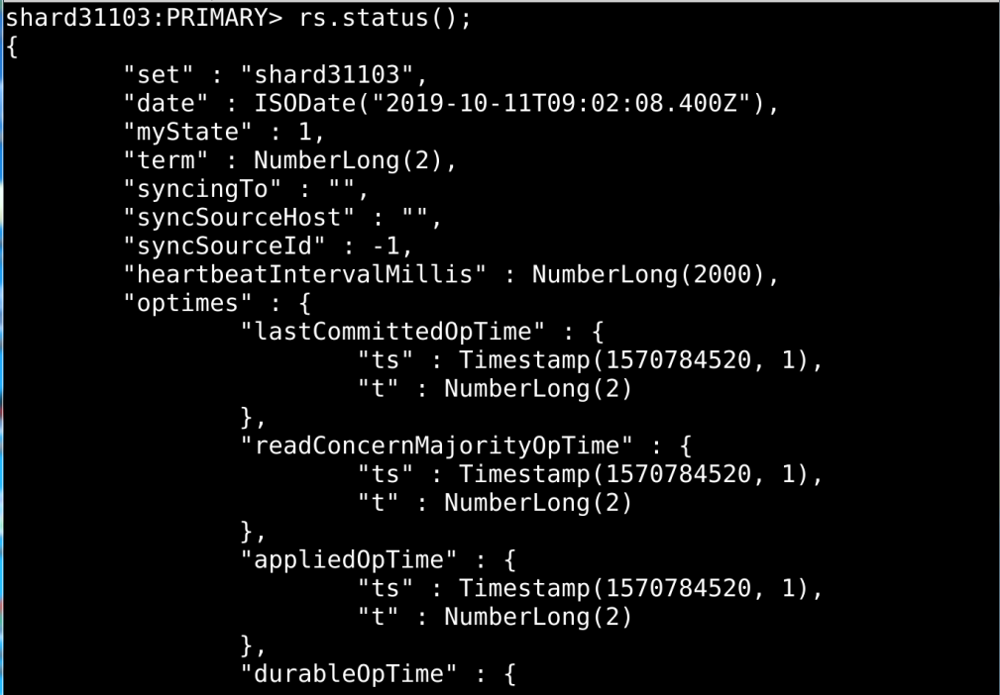 shard31103:PRIMARY> rs.status();
{
        "set" : "shard31103",
        "date" : ISODate("2019-10-11T09:02:08.400Z"),
        "myState" : 1,
        "term" : NumberLong(2),
        "syncingTo" : "",
        "syncSourceHost" : "",
        "syncSourceId" : -1,
        "heartbeatIntervalMillis" : NumberLong(2000),
        "optimes" : {
                "lastCommittedOpTime" : {
                        "ts" : Timestamp(1570784520, 1),
                        "t" : NumberLong(2)
                },
                "readConcernMajorityOpTime" : {
                        "ts" : Timestamp(1570784520, 1),
                        "t" : NumberLong(2)
                },
                "appliedOpTime" : {
                        "ts" : Timestamp(1570784520, 1),
                        "t" : NumberLong(2)
                },
                "durableOpTime" : {